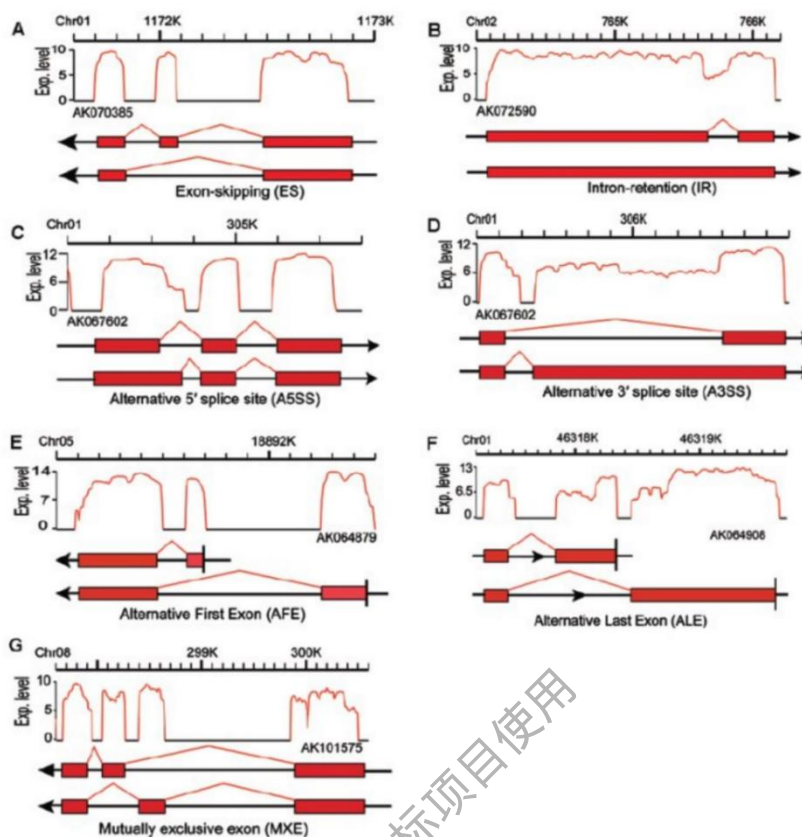 A
Chr01 1172K 1173K
Exp. level
10
5
0
AK070385
Exon-skipping (ES)
B
Chr02 765K 766K
Exp. level
10
5
0
AK072590
Intron-retention (IR)
C
Chr01 305K
Exp. level
12
6
0
AK067602
Alternative 5′ splice site (A5SS)
D
Chr01 306K
Exp. level
12
6
0
AK067602
Alternative 3′ splice site (A3SS)
E
Chr05 18892K
Exp. level
14
7
0
AK064879
Alternative First Exon (AFE)
F
Chr01 46318K 46319K
Exp. level
13
6.5
0
AK064908
Alternative Last Exon (ALE)
G
Chr08 299K 300K
Exp. level
10
5
0
AK101575
Mutually exclusive exon (MXE)
标项目使用